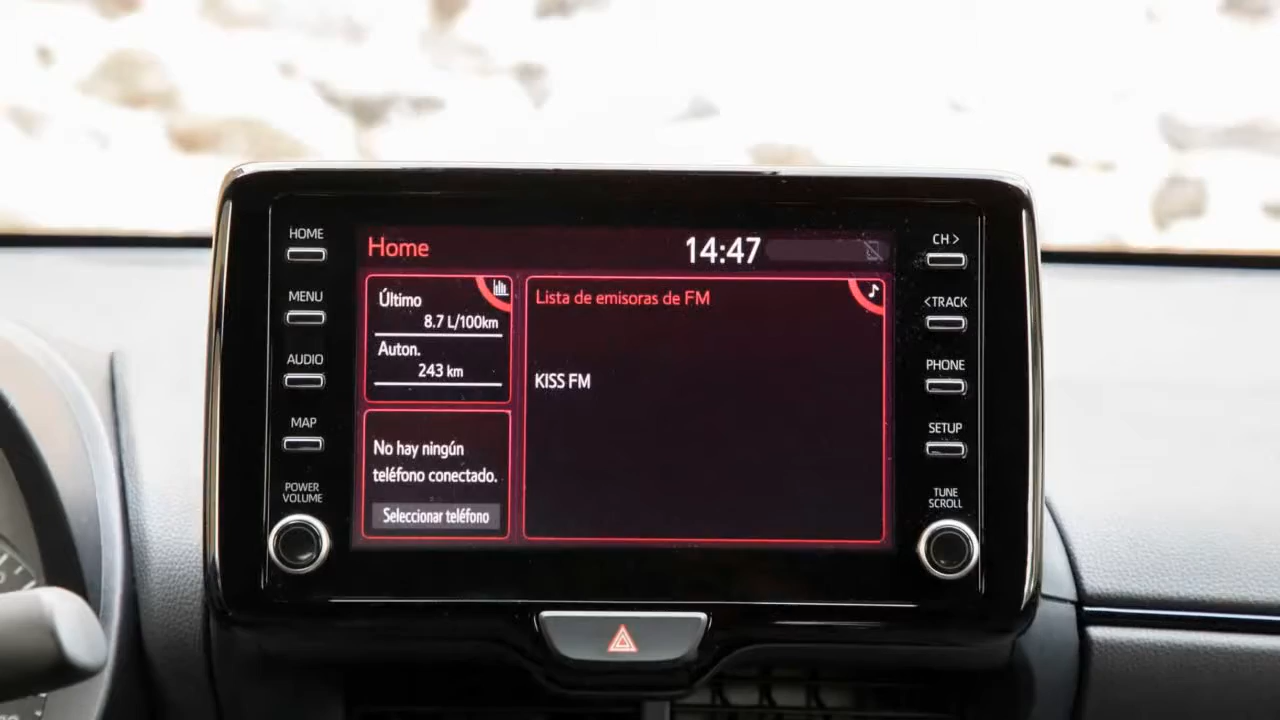 HOME
MENU
AUDIO
MAP
POWER
VOLUME
Home
14:47
Último
8.7 L/100km
Auton.
243 km
No hay ningún
teléfono conectado.
Seleccionar teléfono
Lista de emisoras de FM
KISS FM
CH >
< TRACK
PHONE
SETUP
TUNE
SCROLL